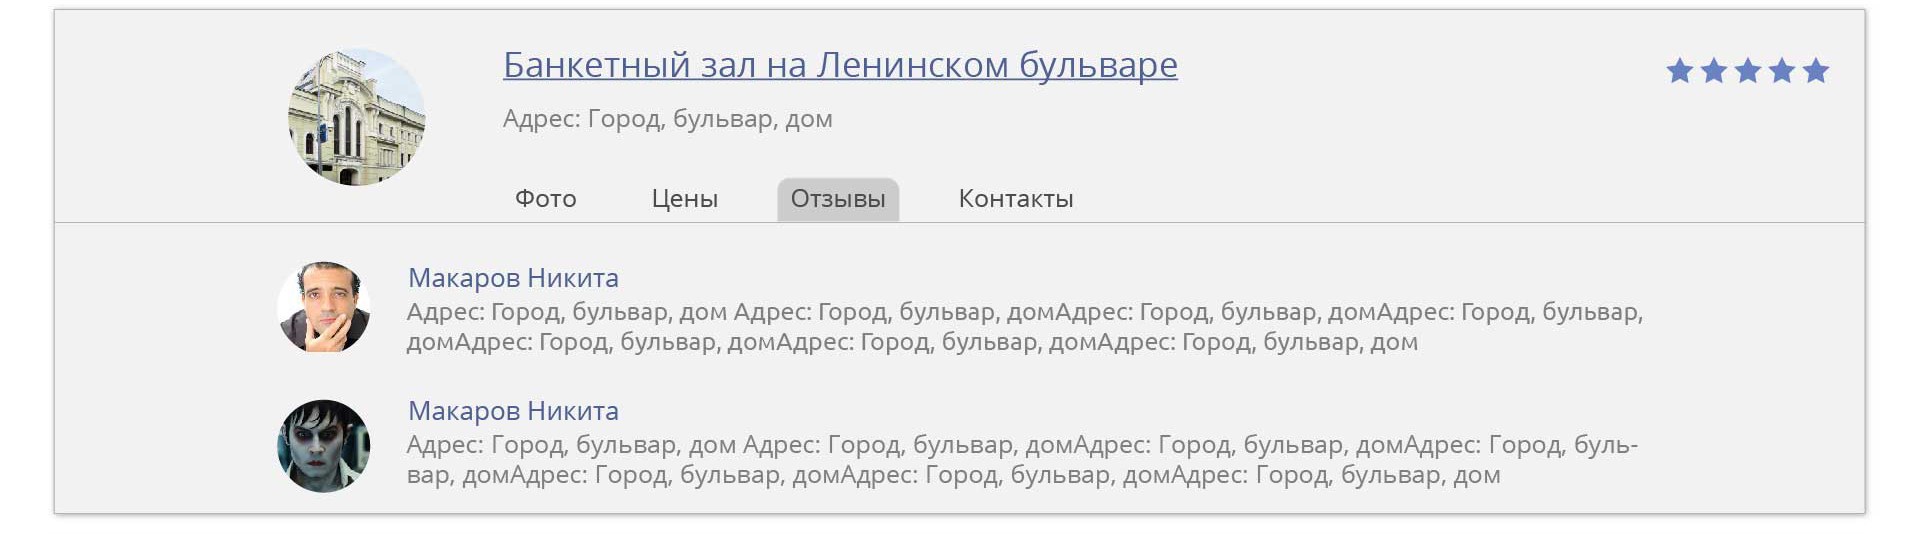 Банкетный зал на Ленинском бульваре
Адрес: Город, бульвар, дом
Фото Цены Отзывы Контакты
Макаров Никита
Адрес: Город, бульвар, дом Адрес: Город, бульвар, домАдрес: Город, бульвар, домАдрес: Город, бульвар,
домАдрес: Город, бульвар, домАдрес: Город, бульвар, домАдрес: Город, бульвар, дом
Макаров Никита
Адрес: Город, бульвар, дом Адрес: Город, бульвар, домАдрес: Город, бульвар, домАдрес: Город, буль-
вар, домАдрес: Город, бульвар, домАдрес: Город, бульвар, домАдрес: Город, бульвар, дом